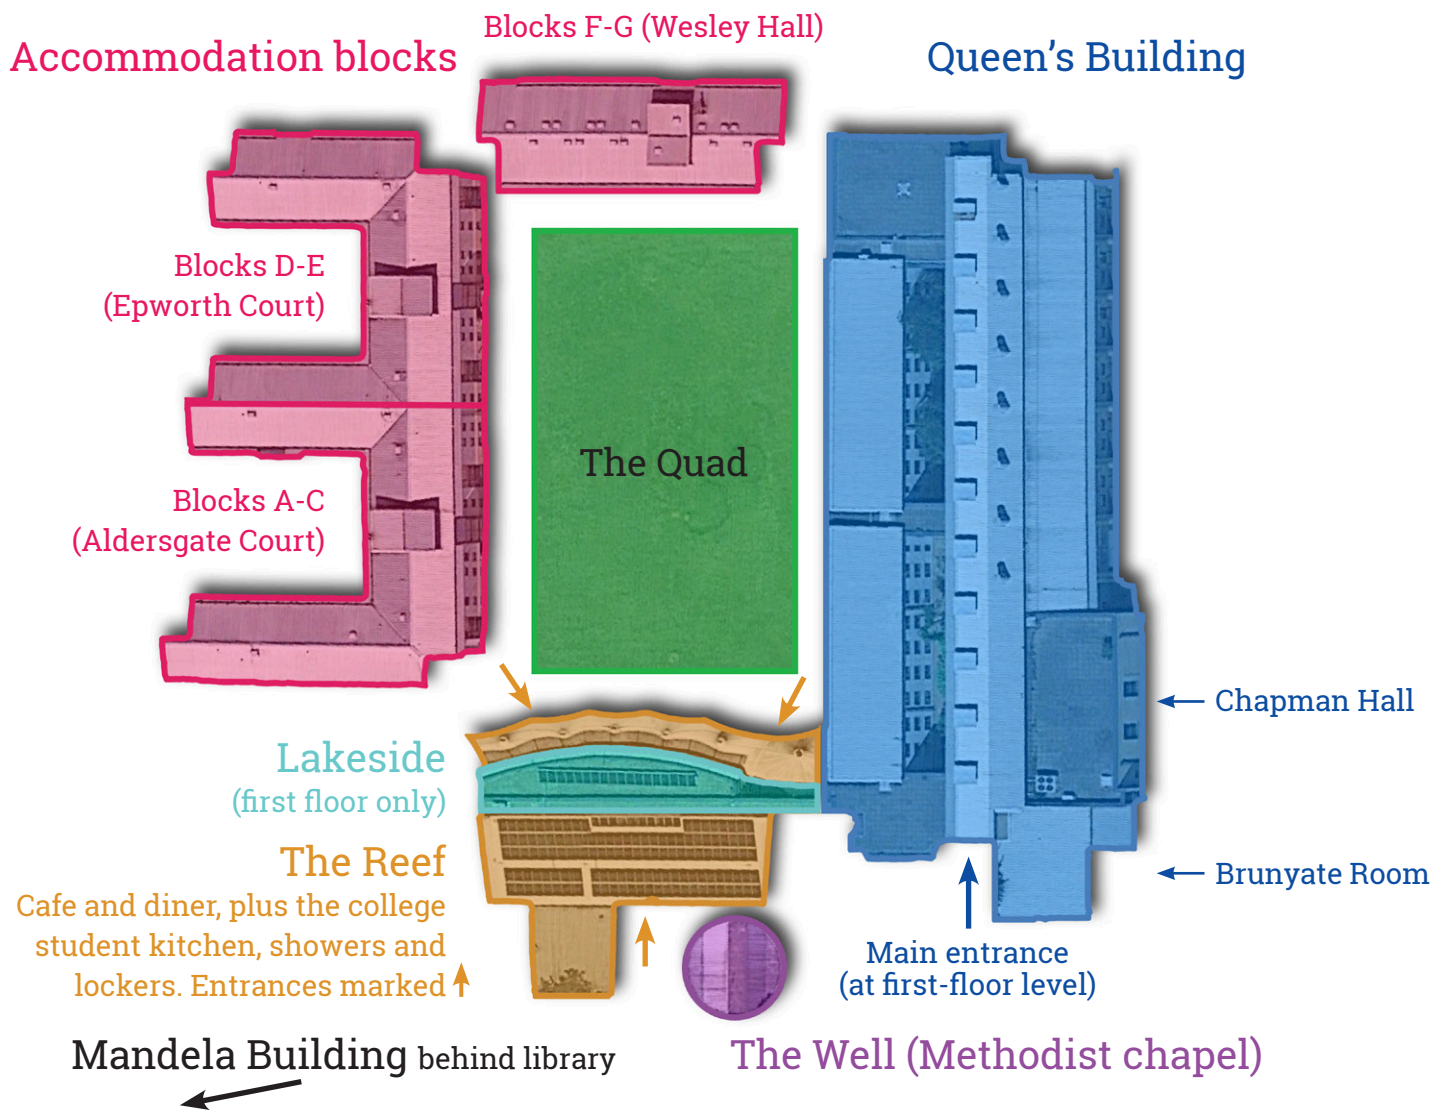 Blocks F-G (Wesley Hall)
Accommodation blocks
Queen's Building
Blocks D-E
(Epworth Court)
The Quad
Blocks A-C
(Aldersgate Court)
Chapman Hall
Lakeside
(first floor only)
The Reef
Cafe and diner, plus the college
student kitchen, showers and
lockers. Entrances marked
Brunyate Room
Main entrance
(at first-floor level)
Mandela Building behind library
The Well (Methodist chapel)